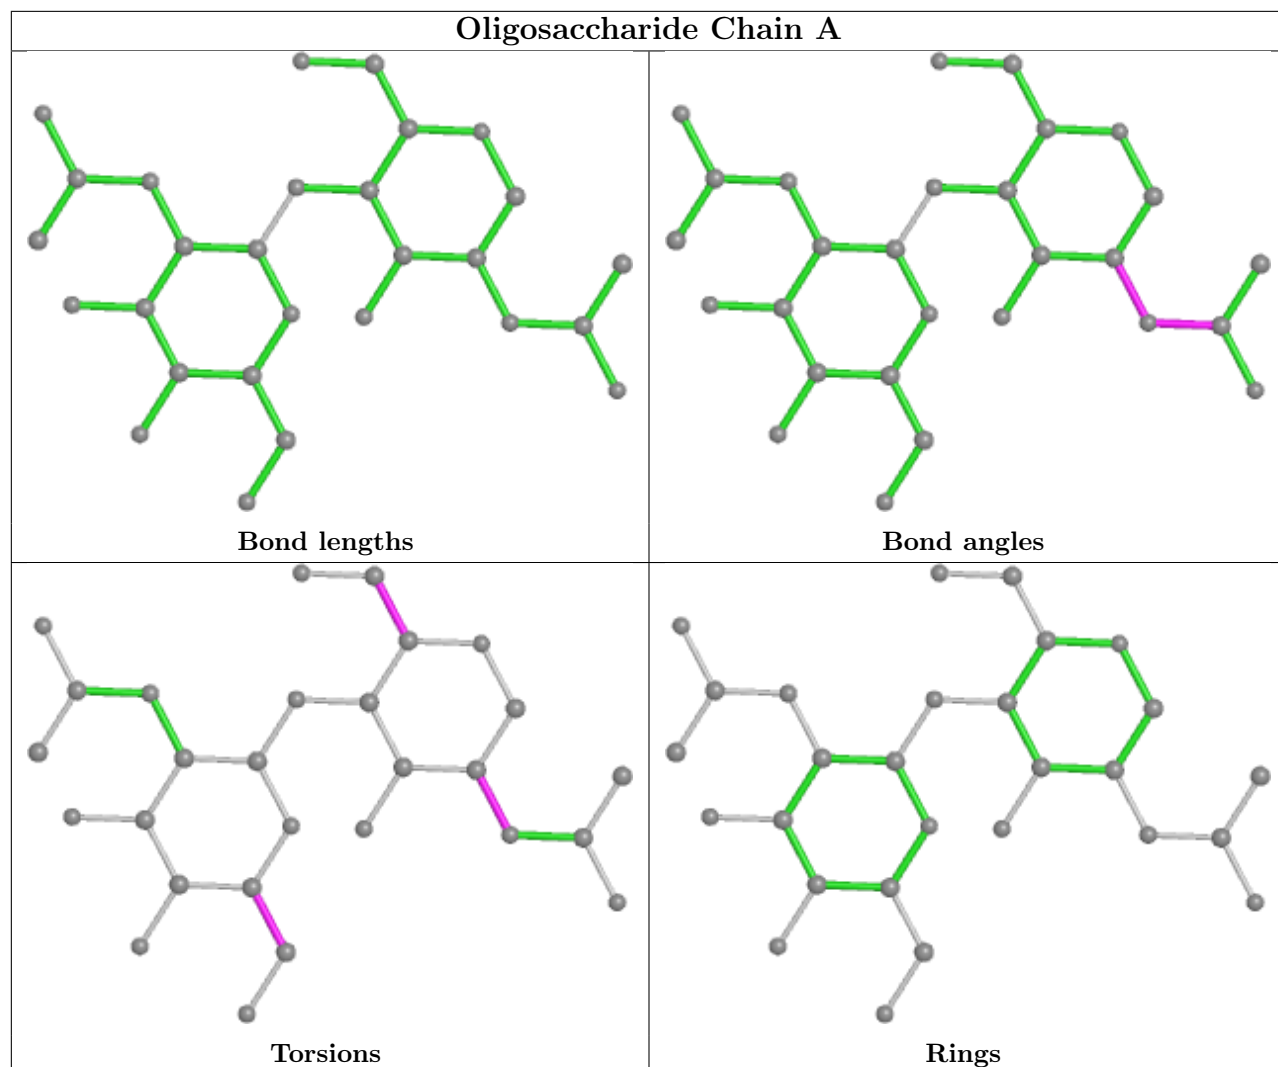 Oligosaccharide Chain A
Bond lengths
Bond angles
Torsions
Rings